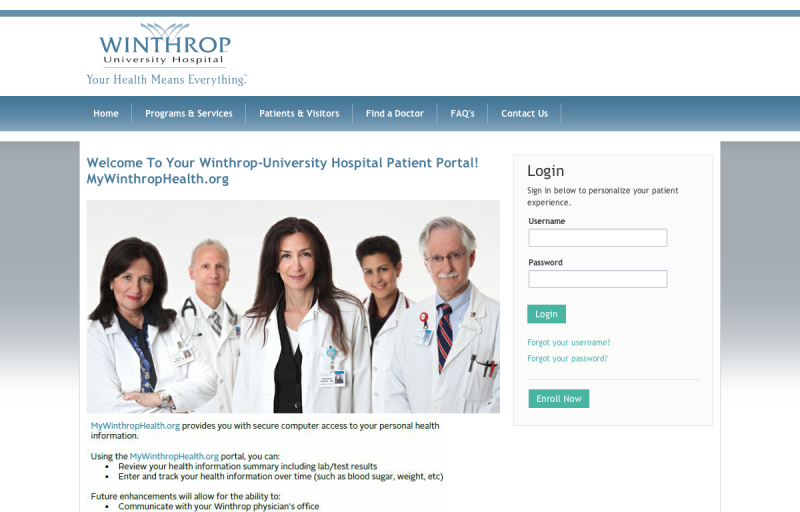 WINTHROP
University Hospital
Your Health Means Everything.™
Home
Programs & Services
Patients & Visitors
Find a Doctor
FAQ's
Contact Us
Welcome To Your Winthrop-University Hospital Patient Portal!
MyWinthropHealth.org
Login
Sign in below to personalize your patient
experience.
Username
Password
Login
Forgot your username?
Forgot your password?
Enroll Now
MyWinthropHealth.org provides you with secure computer access to your personal health
information.
Using the MyWinthropHealth.org portal, you can:
• Review your health information summary including lab/test results
• Enter and track your health information over time (such as blood sugar, weight, etc)
Future enhancements will allow for the ability to:
• Communicate with your Winthrop physician's office